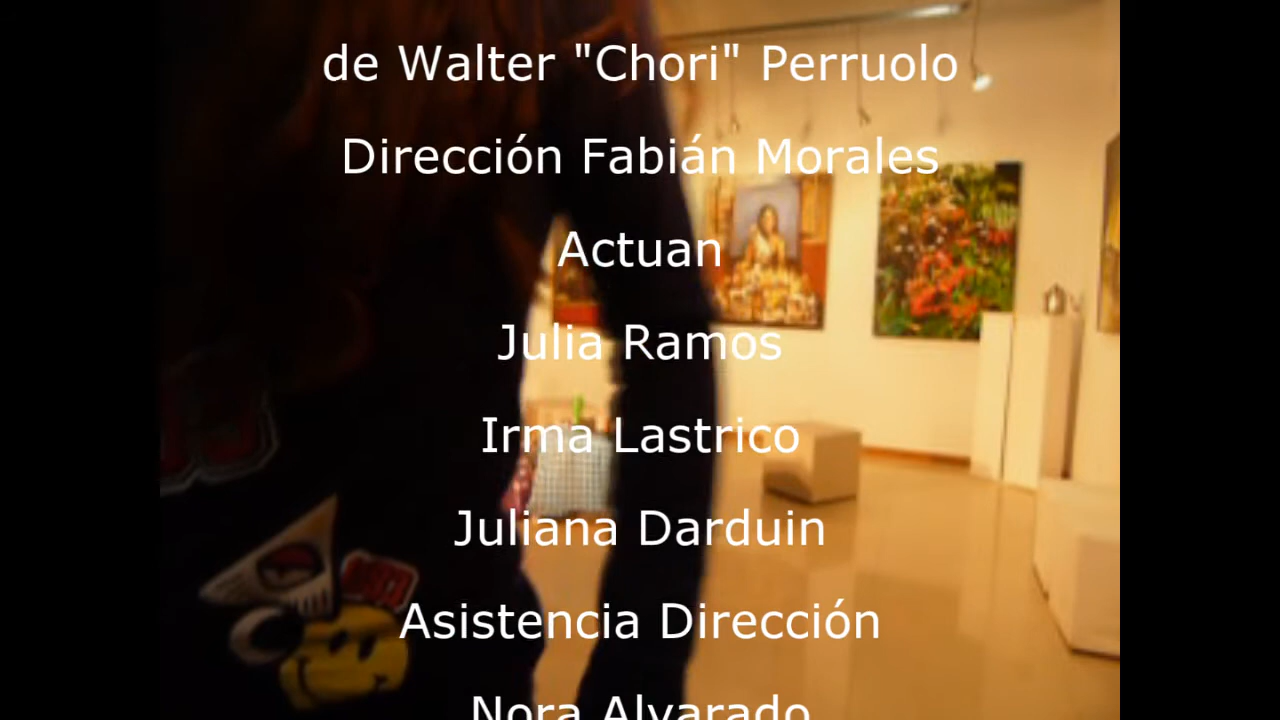 de Walter "Chori" Perruolo
Dirección Fabián Morales
Actuan
Julia Ramos
Irma Lastrico
Juliana Darduin
Asistencia Dirección
Nora Alvarado